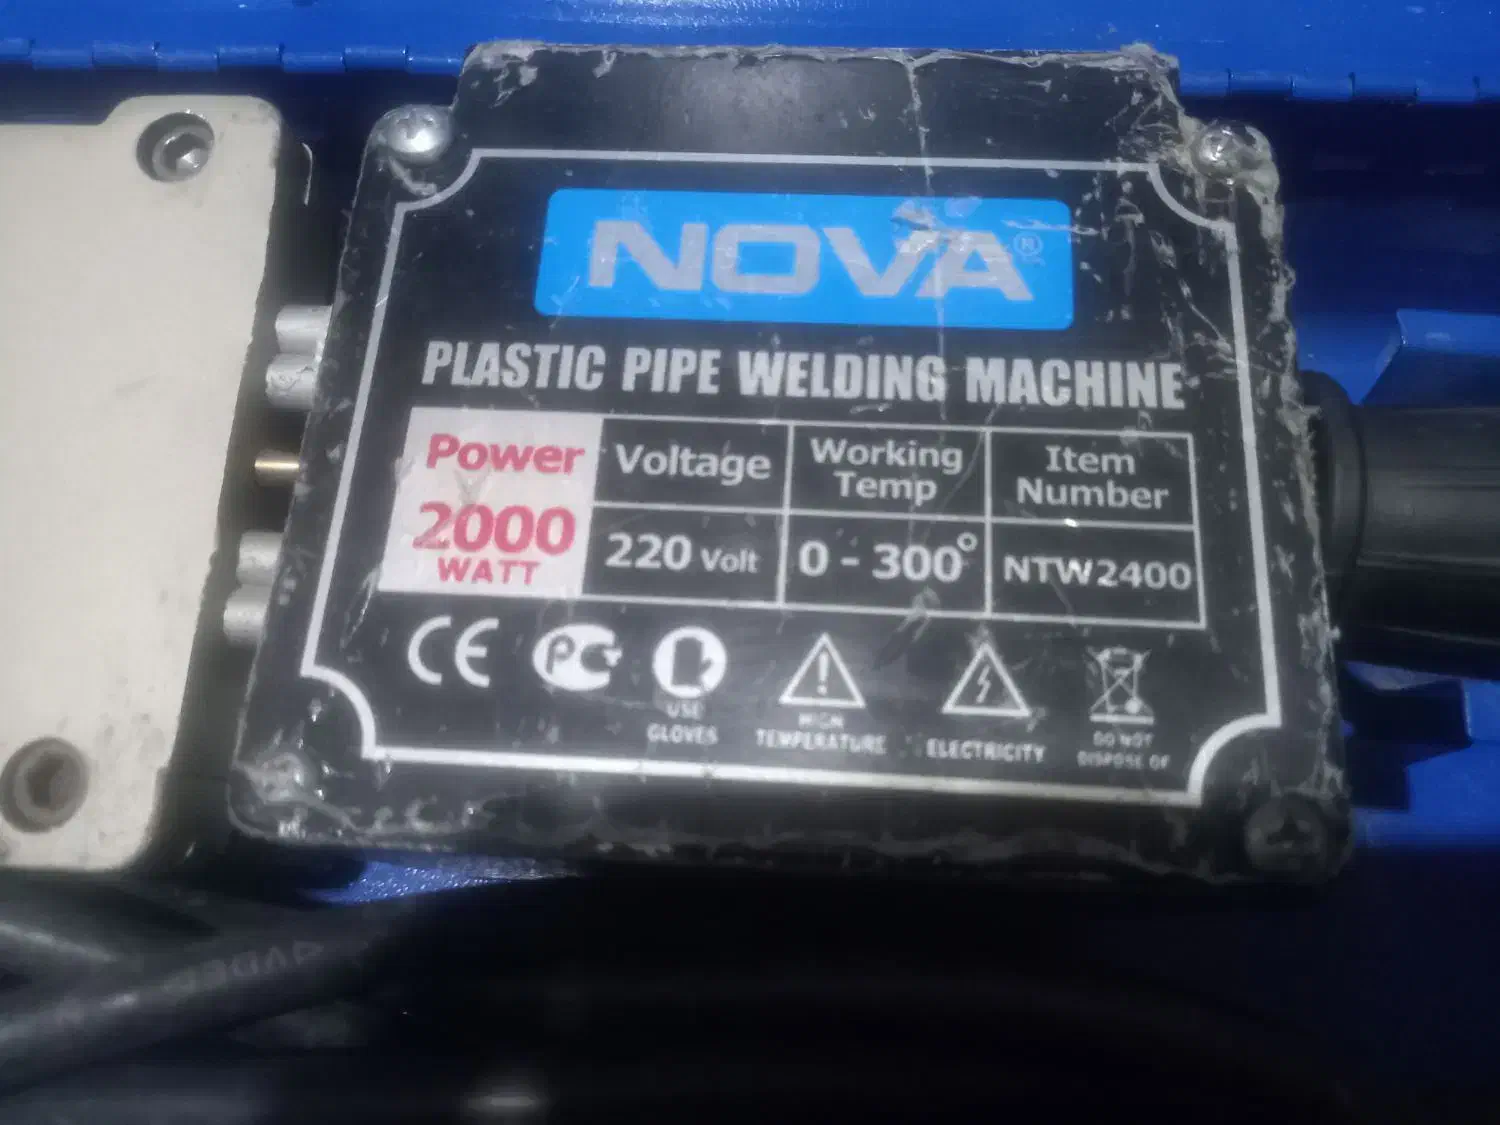 NOVA®
PLASTIC PIPE WELDING MACHINE
Power
2000
WATT
Voltage
220 Volt
Working
Temp
0 - 300°
Item
Number
NTW2400
CE
USE
GLOVES
HIGH
TEMPERATURE
ELECTRICITY
DO NOT
DISPOSE OF